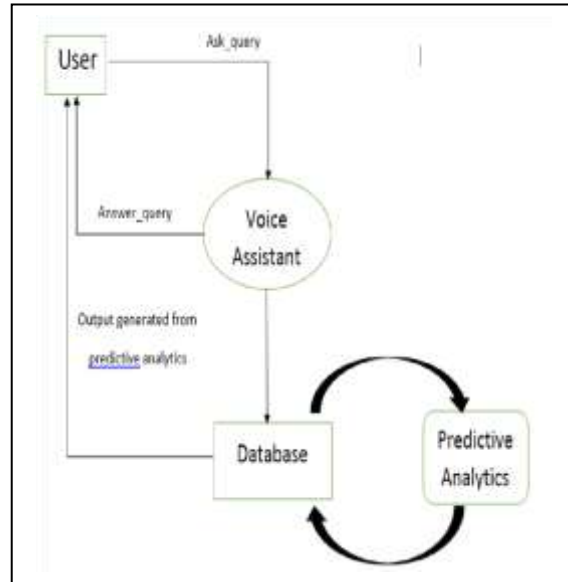 Ask_query
User
Answer_query
Voice
Assistant
Output generated from
predictive analytics
Database
Predictive
Analytics